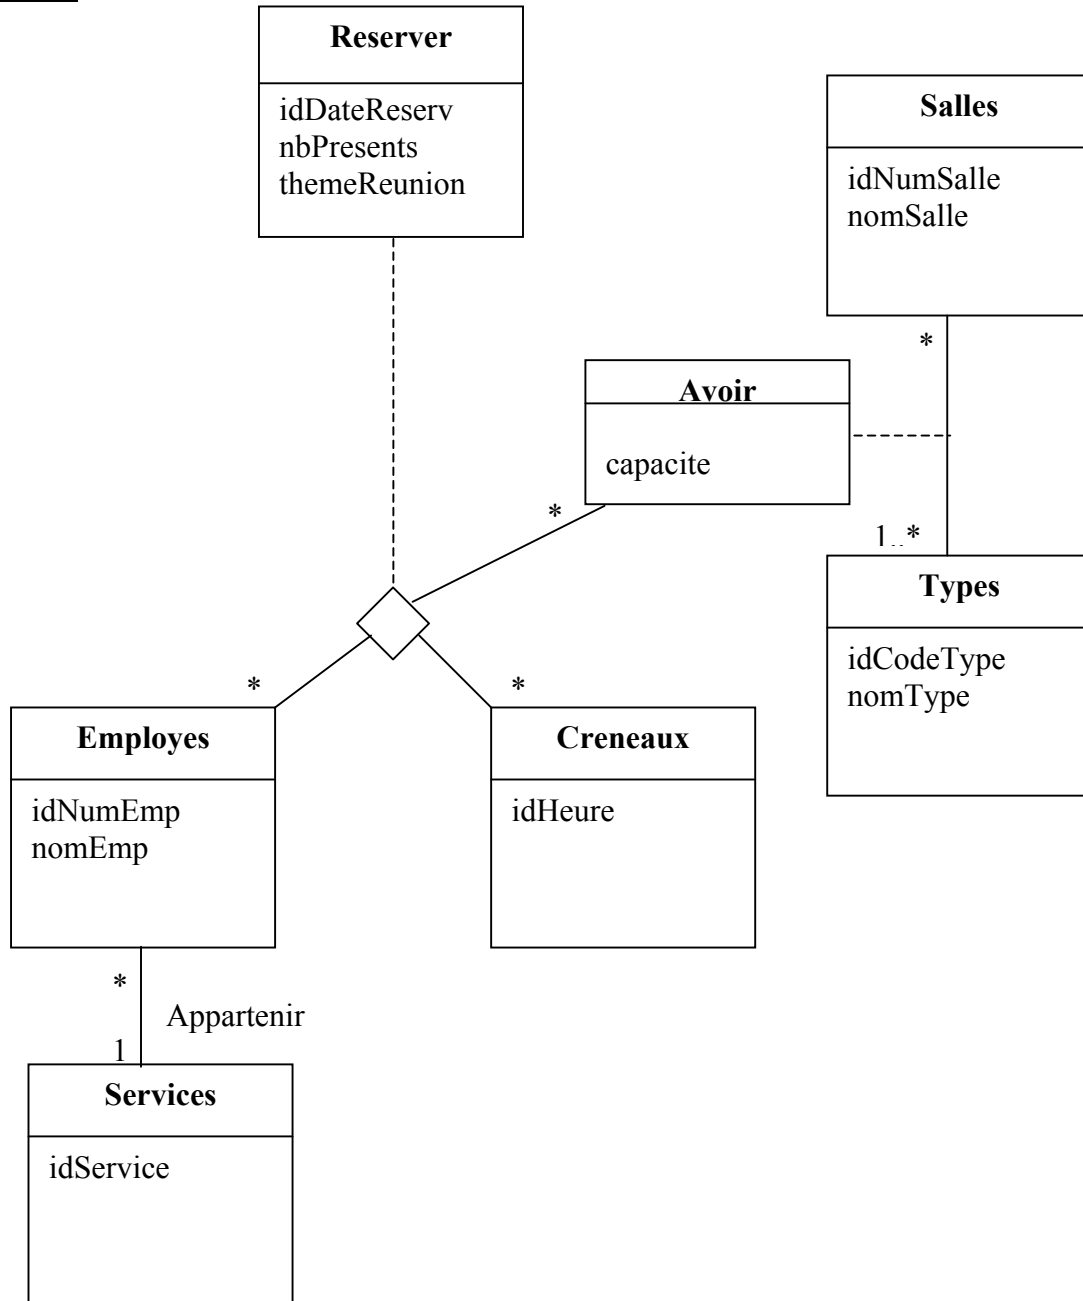 Reserver
idDateReserv
nbPresents
themeReunion
Salles
idNumSalle
nomSalle
*
Avoir
capacite
*
1..*
Types
idCodeType
nomType
*
*
Employes
idNumEmp
nomEmp
Creneaux
idHeure
*
Appartenir
1
Services
idService